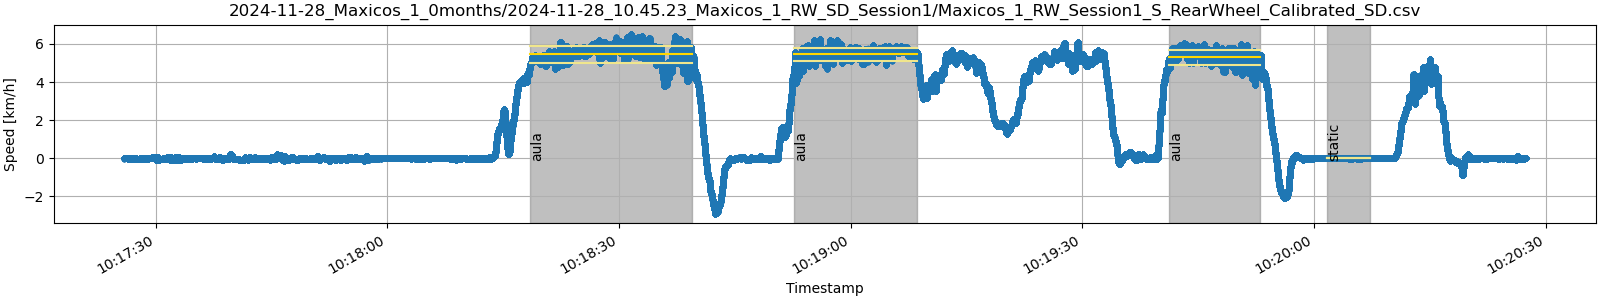 2024-11-28_Maxicos_1_0months/2024-11-28_10.45.23_Maxicos_1_RW_SD_Session1/Maxicos_1_RW_Session1_S_RearWheel_Calibrated_SD.csv
Speed [km/h]
6
4
2
0
−2
aula
aula
aula
static
10:17:30
10:18:00
10:18:30
10:19:00
10:19:30
10:20:00
10:20:30
Timestamp